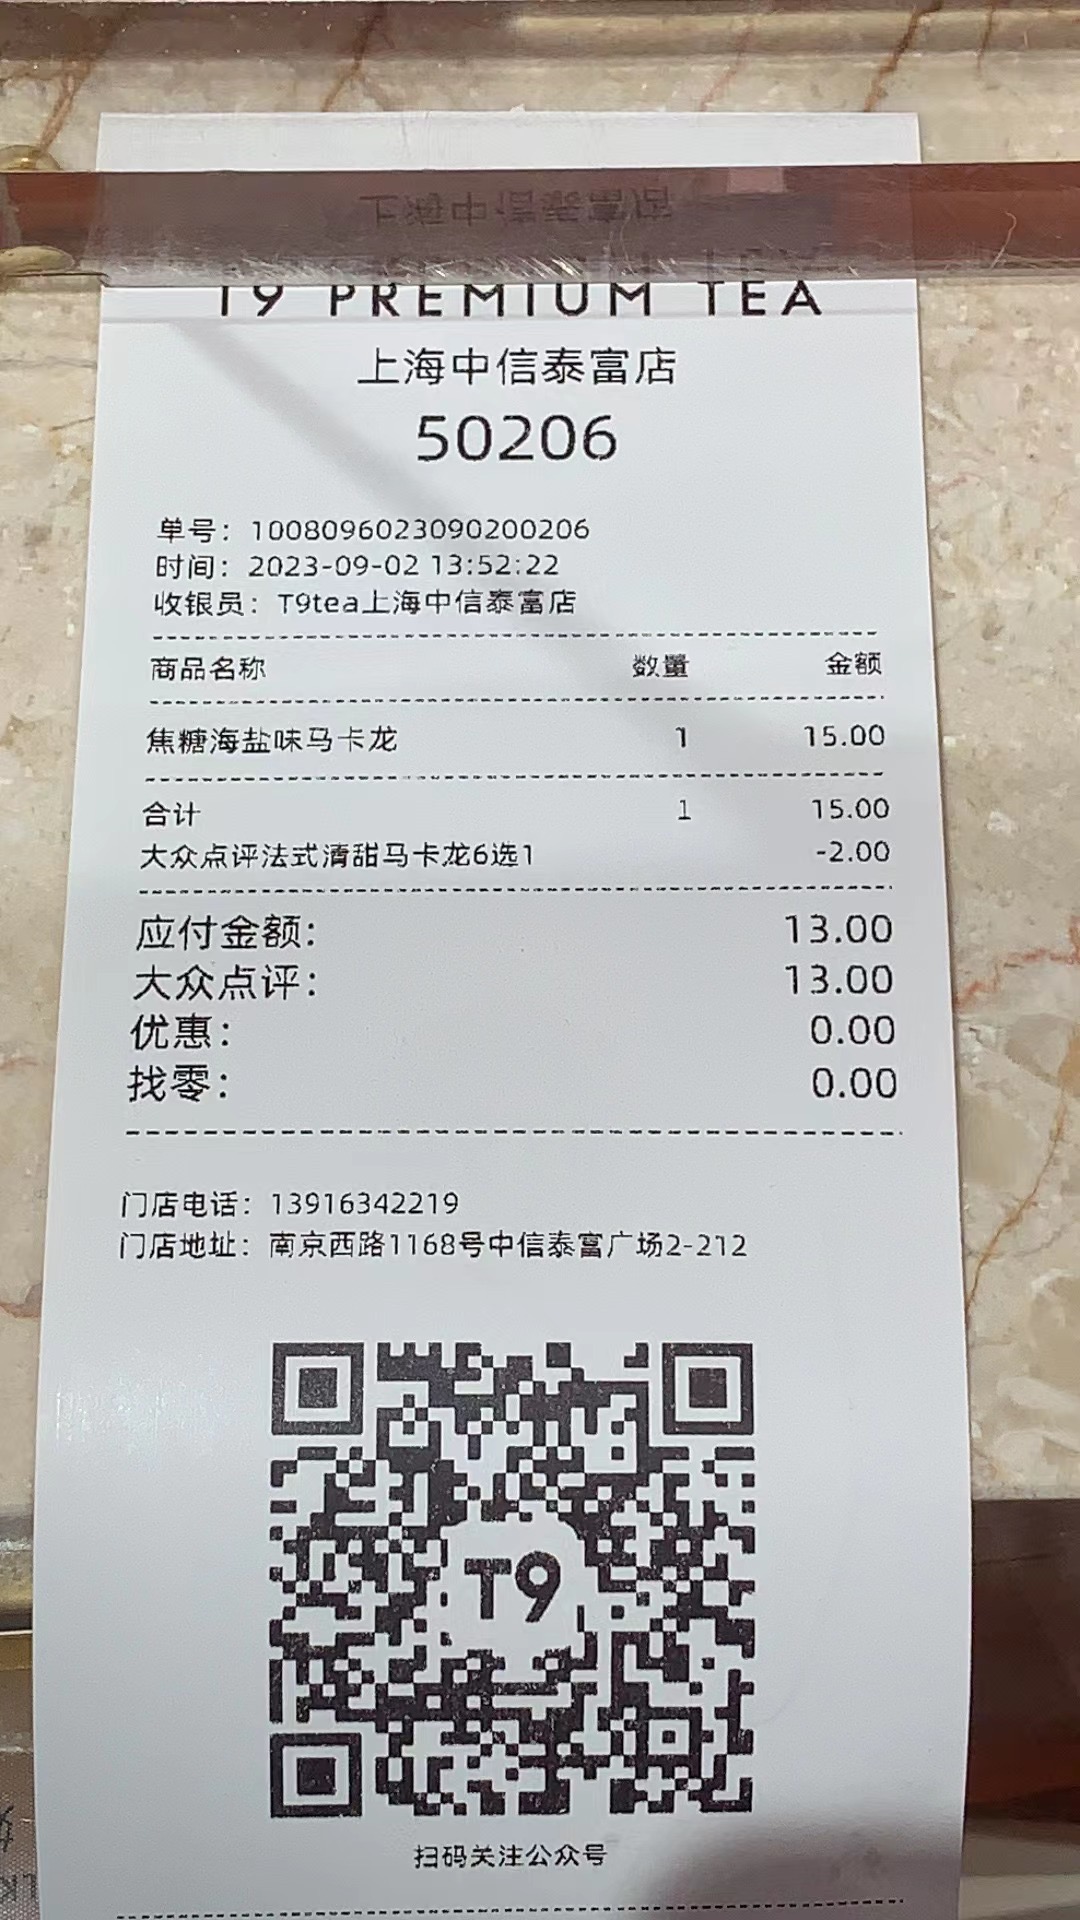 T9 PREMIUM TEA
上海中信泰富店
50206
单号：1008096023090200206
时间：2023-09-02 13:52:22
收银员：T9tea上海中信泰富店
商品名称 数量 金额
焦糖海盐味马卡龙 1 15.00
合计 1 15.00
大众点评法式清甜马卡龙6选1 -2.00
应付金额： 13.00
大众点评： 13.00
优惠： 0.00
找零： 0.00
门店电话：13916342219
门店地址：南京西路1168号中信泰富广场2-212
T9
扫码关注公众号